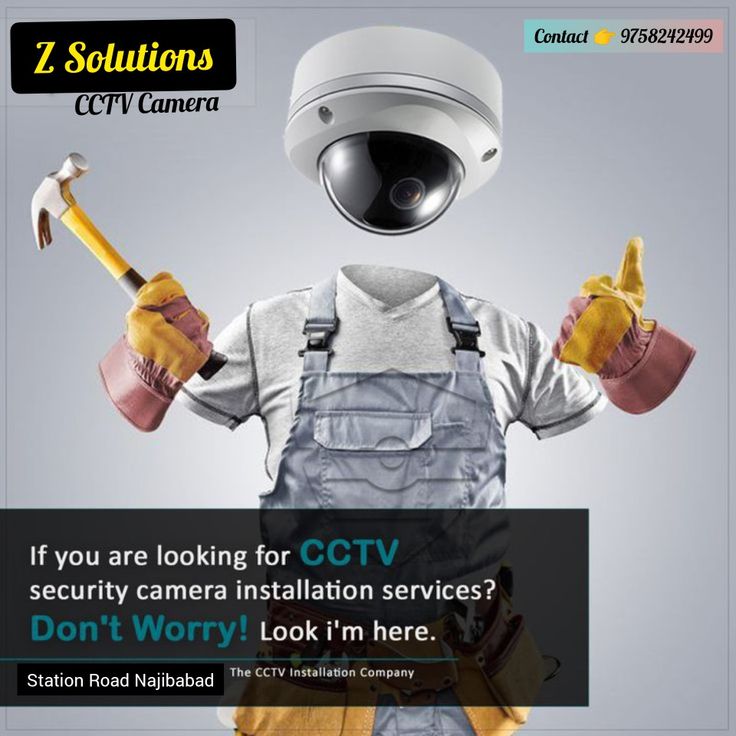 Z Solutions
CCTV Camera
Contact 👉 9758242499
If you are looking for CCTV
security camera installation services?
Don't Worry! Look i'm here.
The CCTV Installation Company
Station Road Najibabad